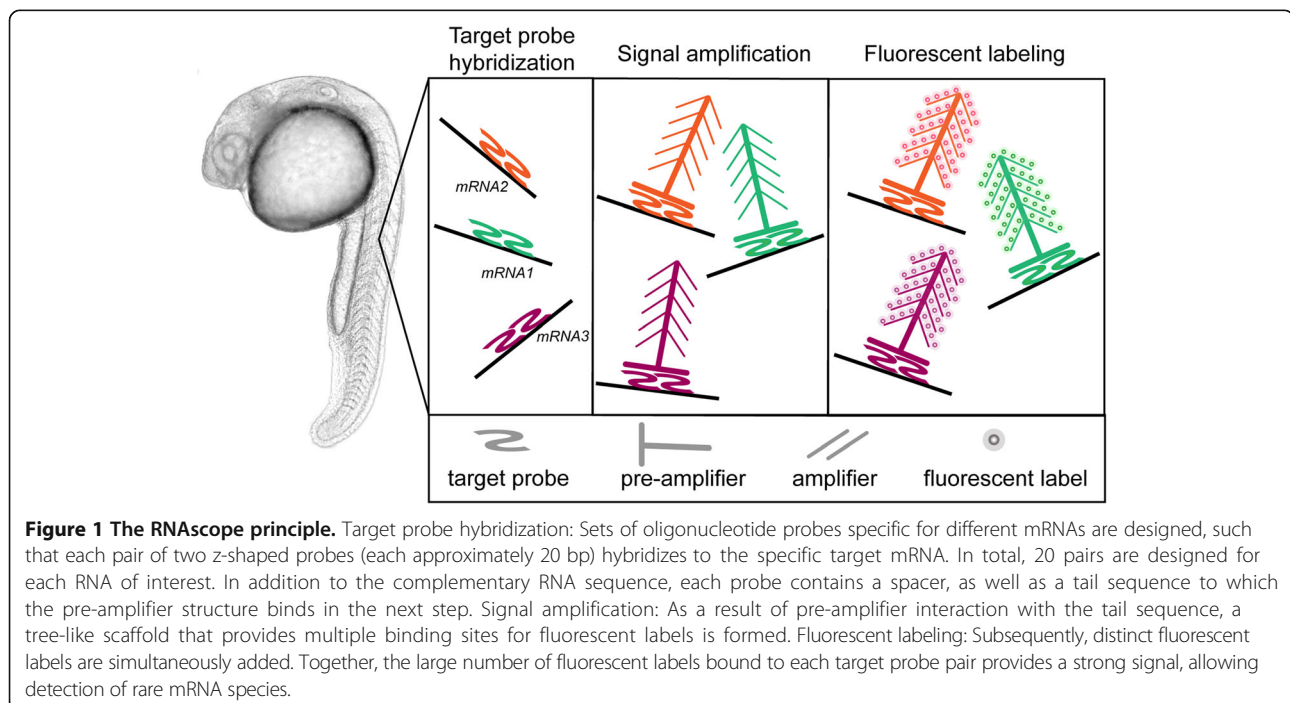 Target probe
hybridization
Signal amplification
Fluorescent labeling
mRNA2
mRNA1
mRNA3
target probe
pre-amplifier
amplifier
fluorescent label
Figure 1 The RNAscope principle. Target probe hybridization: Sets of oligonucleotide probes specific for different mRNAs are designed, such
that each pair of two z-shaped probes (each approximately 20 bp) hybridizes to the specific target mRNA. In total, 20 pairs are designed for
each RNA of interest. In addition to the complementary RNA sequence, each probe contains a spacer, as well as a tail sequence to which
the pre-amplifier structure binds in the next step. Signal amplification: As a result of pre-amplifier interaction with the tail sequence, a
tree-like scaffold that provides multiple binding sites for fluorescent labels is formed. Fluorescent labeling: Subsequently, distinct fluorescent
labels are simultaneously added. Together, the large number of fluorescent labels bound to each target probe pair provides a strong signal, allowing
detection of rare mRNA species.